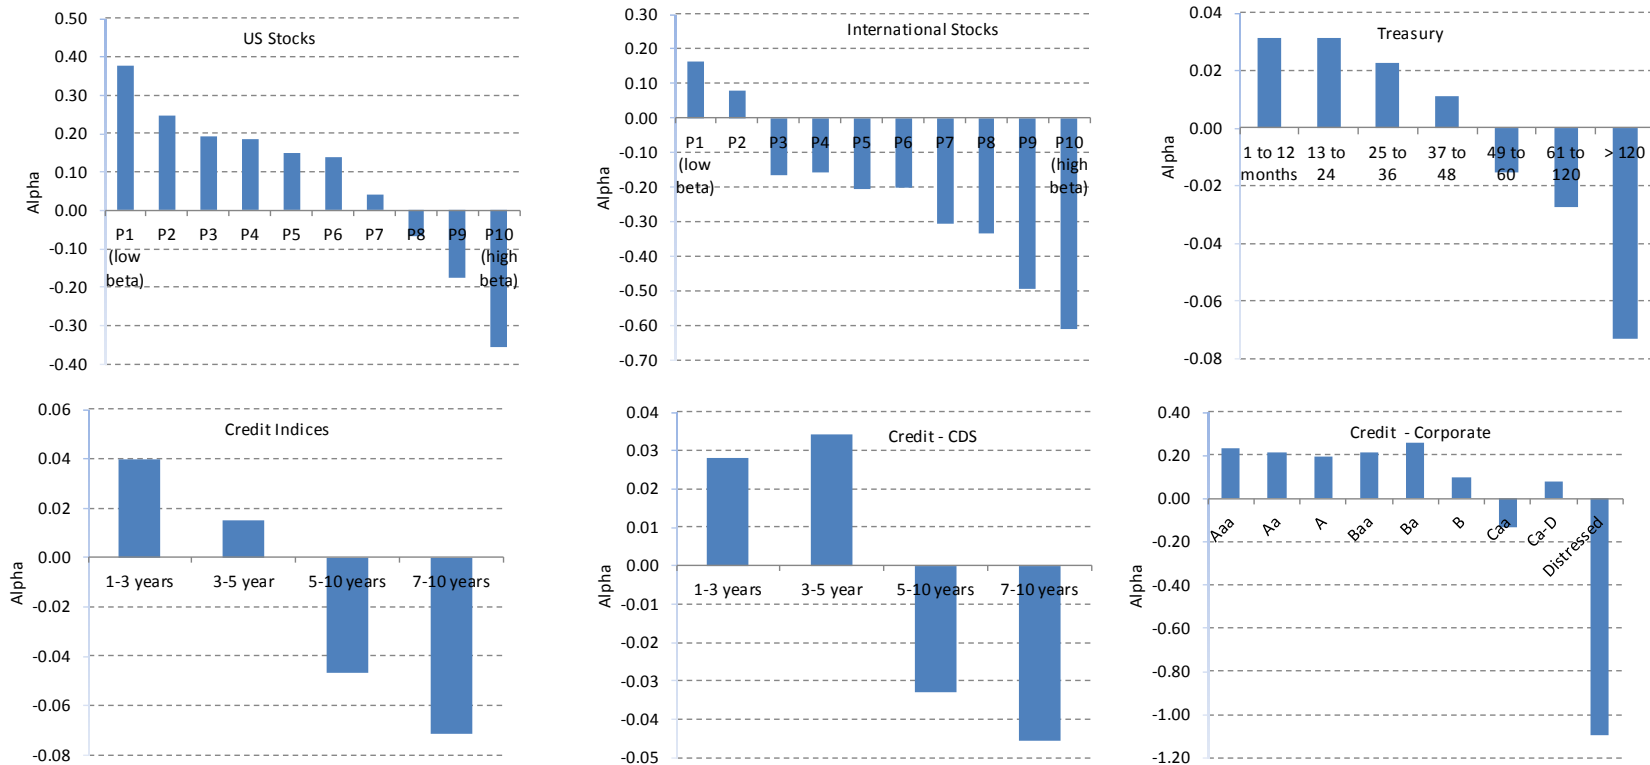 US Stocks
0.50
0.40
0.30
0.20
0.10
0.00
-0.10
-0.20
-0.30
-0.40
Alpha
P1 P2 P3 P4 P5 P6 P7 P8 P9 P10
(low (high
beta) beta)
International Stocks
0.30
0.20
0.10
0.00
-0.10
-0.20
-0.30
-0.40
-0.50
-0.60
-0.70
Alpha
P1 P2 P3 P4 P5 P6 P7 P8 P9 P10
(low (high
beta) beta)
Treasury
0.04
0.02
0.00
-0.02
-0.04
-0.06
-0.08
Alpha
1 to 12 13 to 25 to 37 to 49 to 61 to > 120
months 24 36 48 60 120
Credit Indices
0.06
0.04
0.02
0.00
-0.02
-0.04
-0.06
-0.08
Alpha
1-3 years 3-5 year 5-10 years 7-10 years
Credit - CDS
0.04
0.03
0.02
0.01
0.00
-0.01
-0.02
-0.03
-0.04
-0.05
Alpha
1-3 years 3-5 year 5-10 years 7-10 years
Credit - Corporate
0.40
0.20
0.00
-0.20
-0.40
-0.60
-0.80
-1.00
-1.20
Alpha
Aaa Aa A Baa Ba B Caa Ca-D Distressed